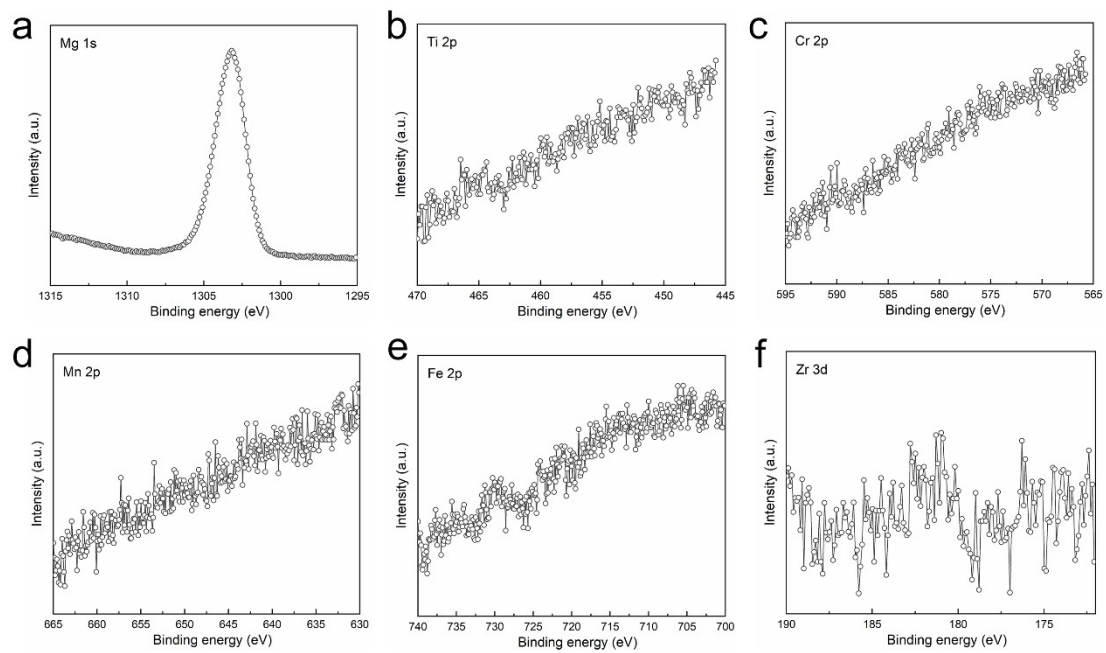 a
Mg 1s
Intensity (a.u.)
1315 1310 1305 1300 1295
Binding energy (eV)
b
Ti 2p
Intensity (a.u.)
470 465 460 455 450 445
Binding energy (eV)
c
Cr 2p
Intensity (a.u.)
595 590 585 580 575 570 565
Binding energy (eV)
d
Mn 2p
Intensity (a.u.)
665 660 655 650 645 640 635 630
Binding energy (eV)
e
Fe 2p
Intensity (a.u.)
740 735 730 725 720 715 710 705 700
Binding energy (eV)
f
Zr 3d
Intensity (a.u.)
190 185 180 175
Binding energy (eV)